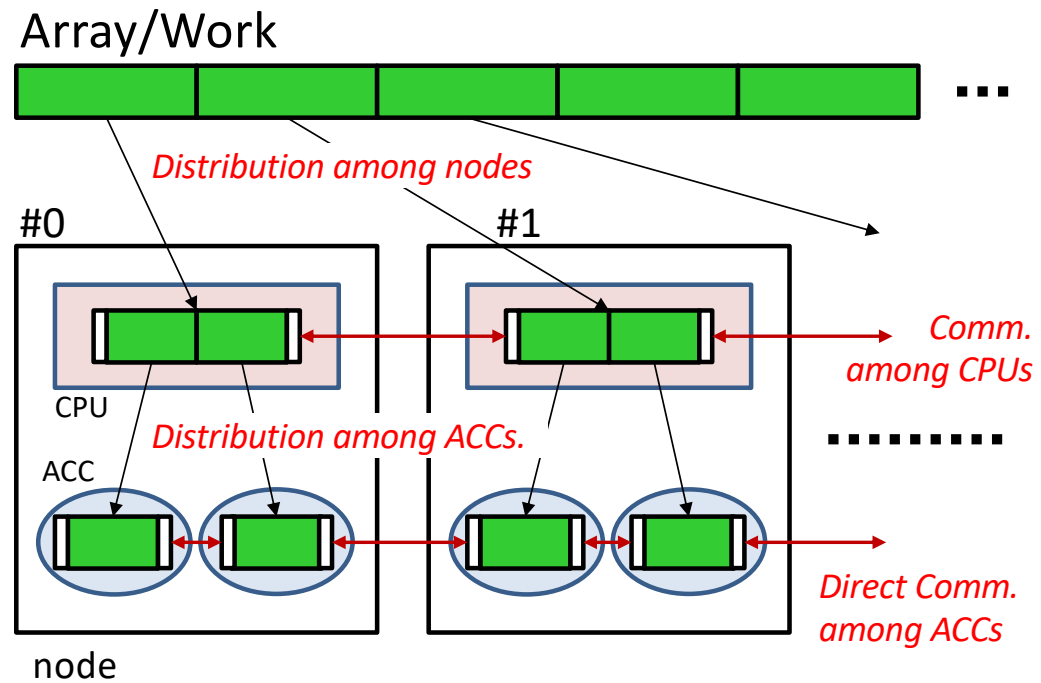 Array/Work
...
Distribution among nodes
#0
#1
Comm.
among CPUs
CPU
Distribution among ACCs.
ACC
Direct Comm.
among ACCs
node